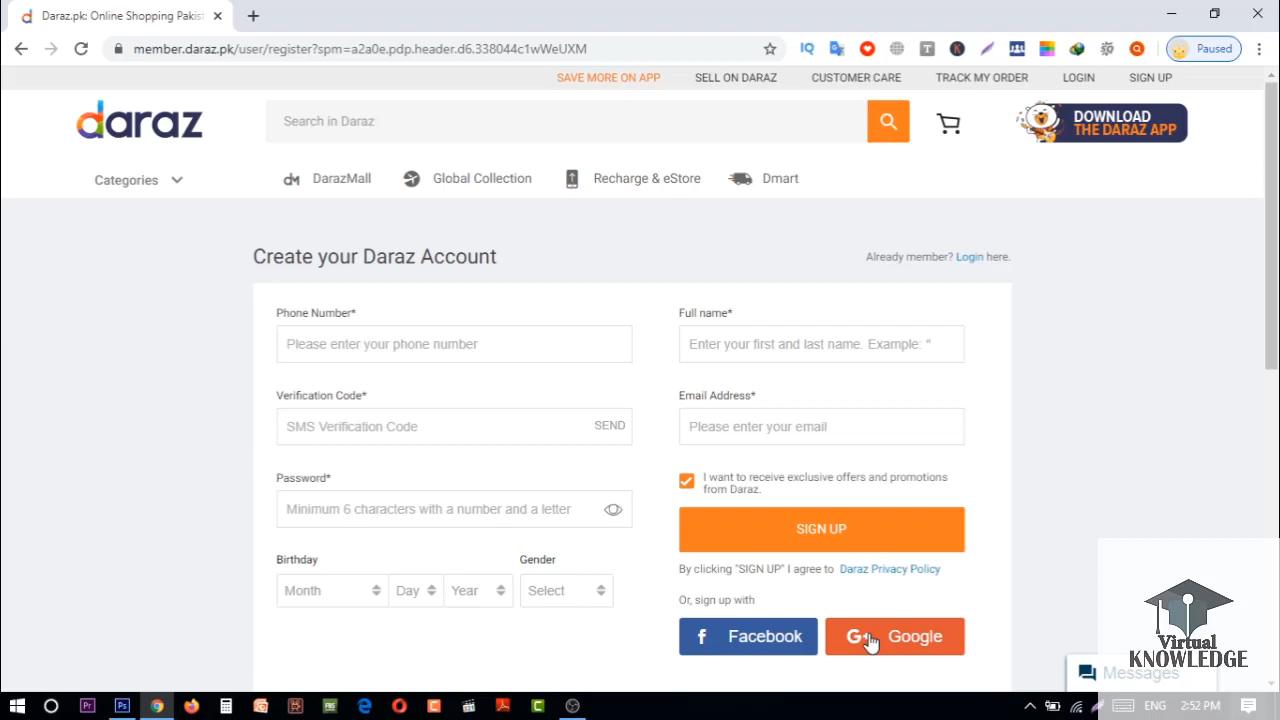 Daraz.pk: Online Shopping Pakist
member.daraz.pk/user/register?spm=a2a0e.pdp.header.d6.338044c1wWeUXM
IQ
T
K
Paused
SAVE MORE ON APP
SELL ON DARAZ
CUSTOMER CARE
TRACK MY ORDER
LOGIN
SIGN UP
daraz
Search in Daraz
DOWNLOAD
THE DARAZ APP
Categories
DarazMall
Global Collection
Recharge & eStore
Dmart
Create your Daraz Account
Already member? Login here.
Phone Number*
Full name*
Please enter your phone number
Enter your first and last name. Example: "
Verification Code*
Email Address*
SMS Verification Code
SEND
Please enter your email
Password*
I want to receive exclusive offers and promotions
from Daraz.
Minimum 6 characters with a number and a letter
SIGN UP
Birthday
Gender
By clicking "SIGN UP" I agree to Daraz Privacy Policy
Month
Day
Year
Select
Or, sign up with
f Facebook
G+ Google
Virtual
KNOWLEDGE
Messages
Pr
Ps
ENG
2:52 PM